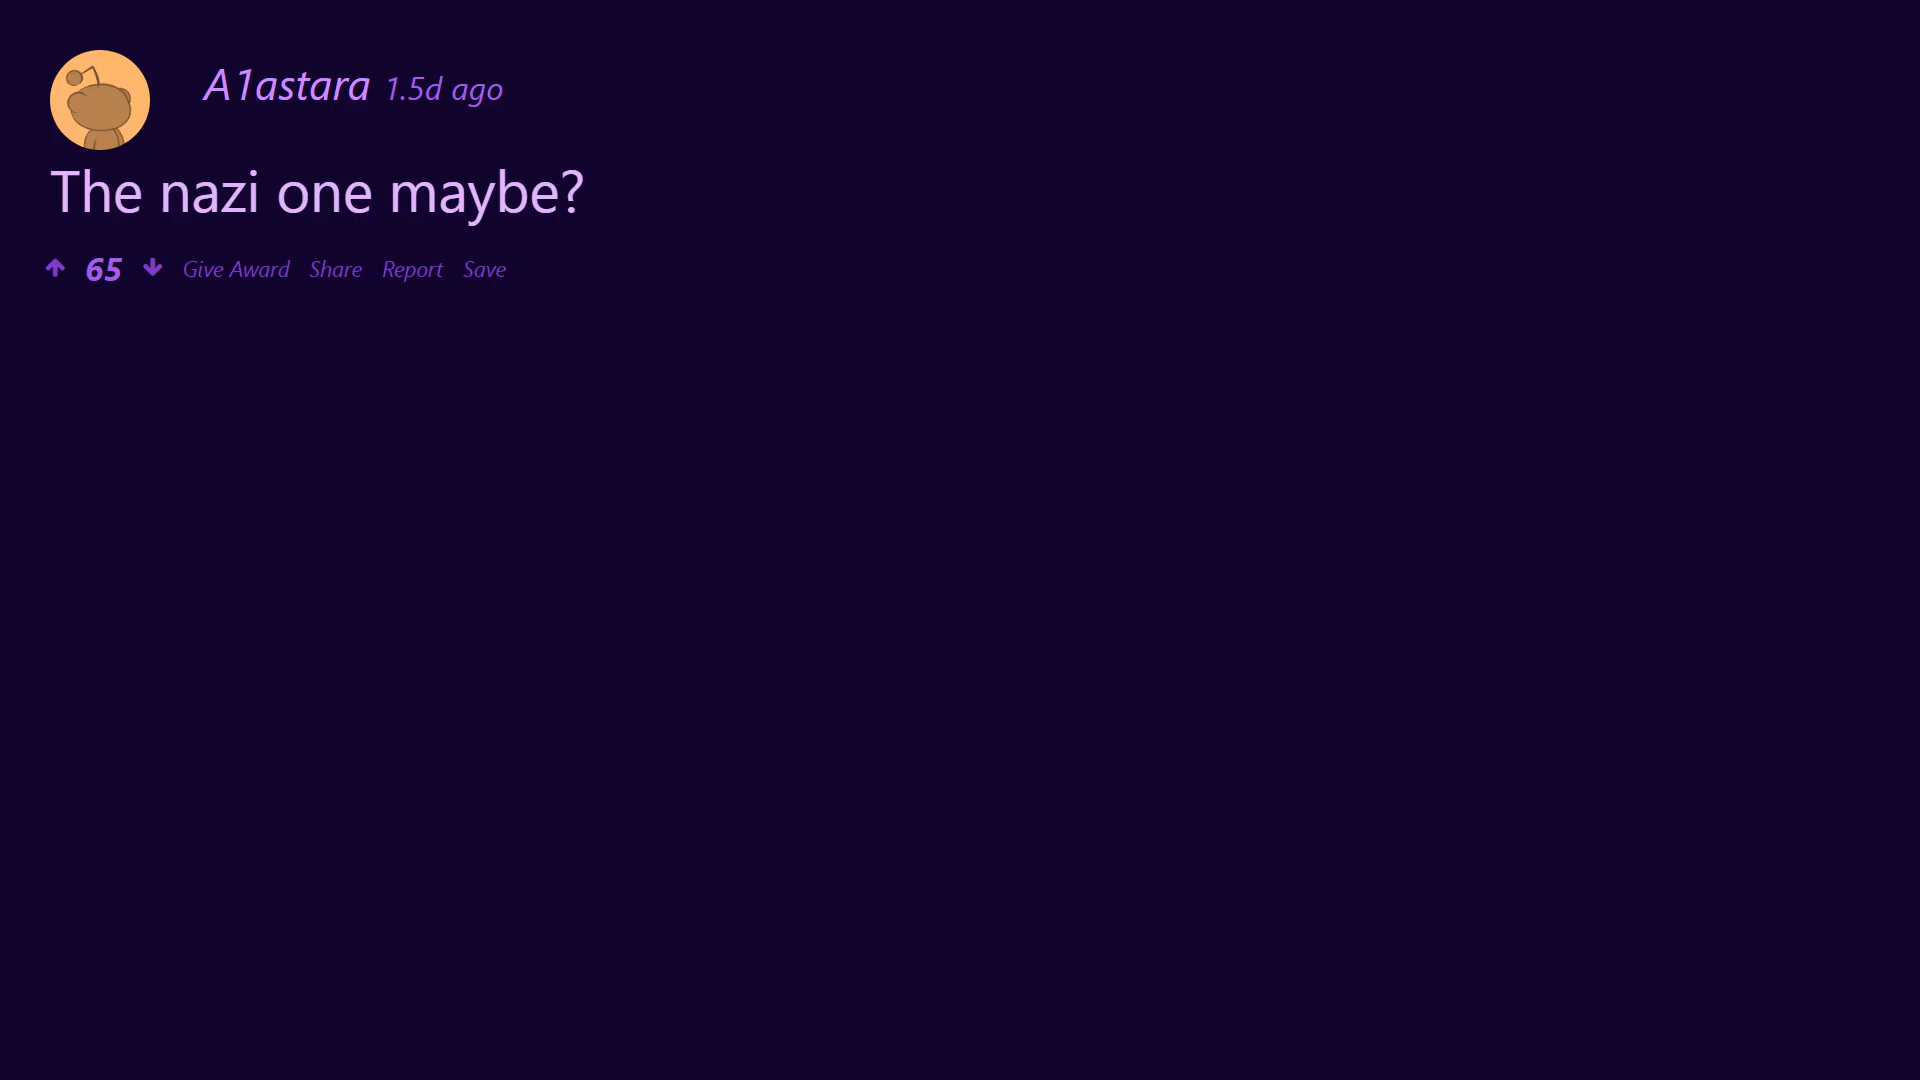 A1astara 1.5d ago
The nazi one maybe?
65 Give Award Share Report Save